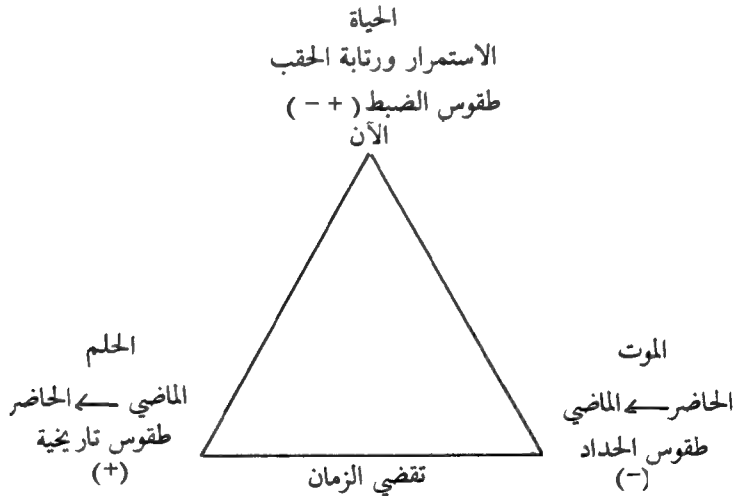 الحياة
الاستمرار ورتابة الحقب
طقوس الضبط (+ -)
الآن
الموت
الحاضر ← الماضي
طقوس الحداد
(-)
الحلم
الماضي ← الحاضر
طقوس تاريخية
(+)
تقضي الزمان